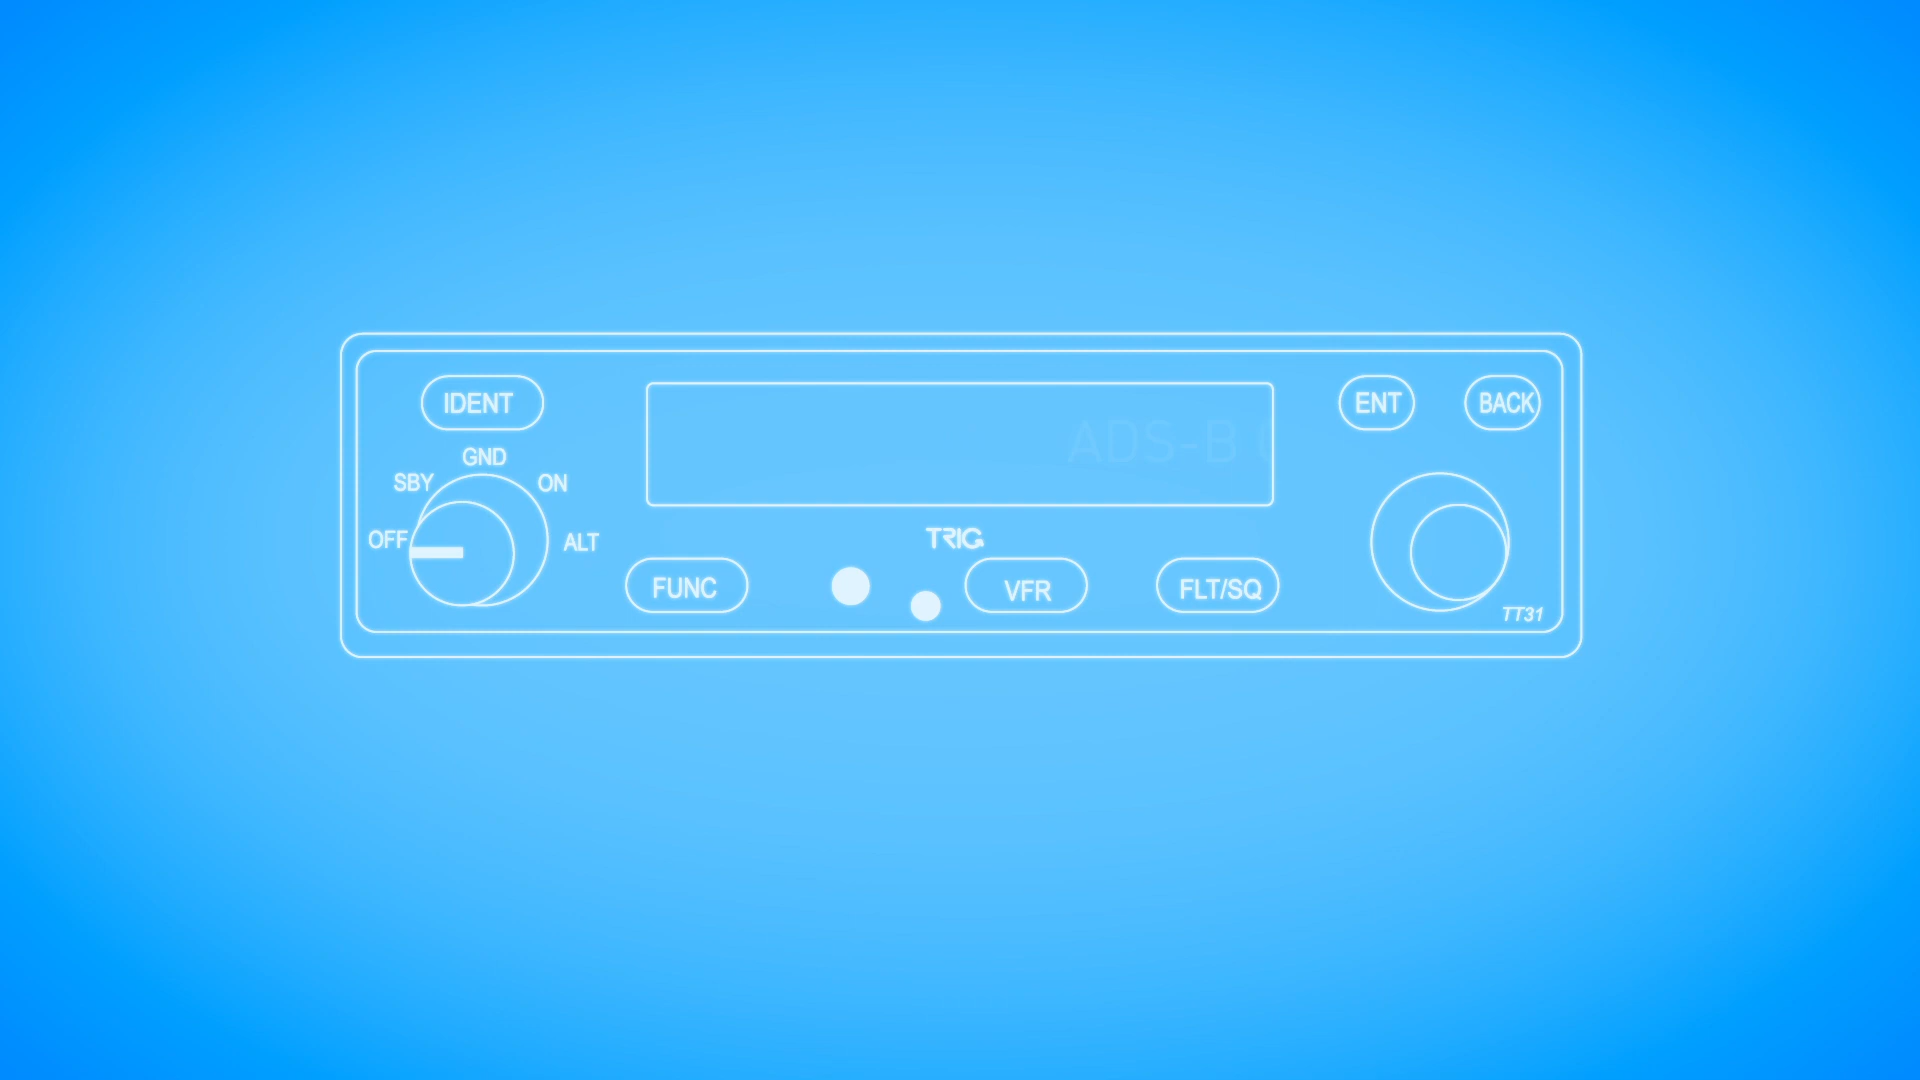 IDENT
ENT
BACK
ADS-B
GND
SBY
ON
OFF
ALT
TRIG
FUNC
VFR
FLT/SQ
TT31